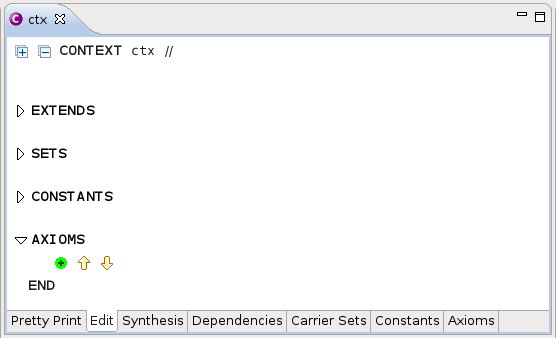 ctx
CONTEXT ctx //
EXTENDS
SETS
CONSTANTS
AXIOMS
END
Pretty Print Edit Synthesis Dependencies Carrier Sets Constants Axioms